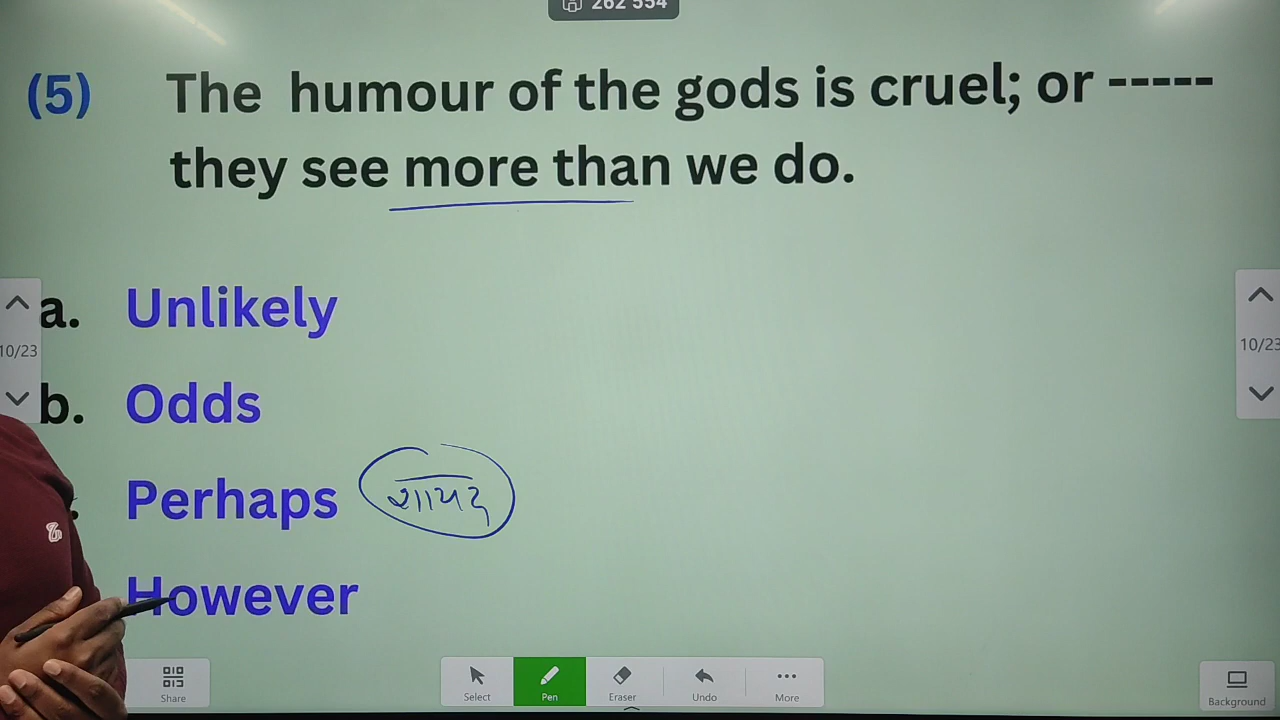 262 554
(5) The humour of the gods is cruel; or -----
they see more than we do.
a. Unlikely
b. Odds
Perhaps शायद
However
10/23
10/23
Share
Select
Pen
Eraser
Undo
More
Background